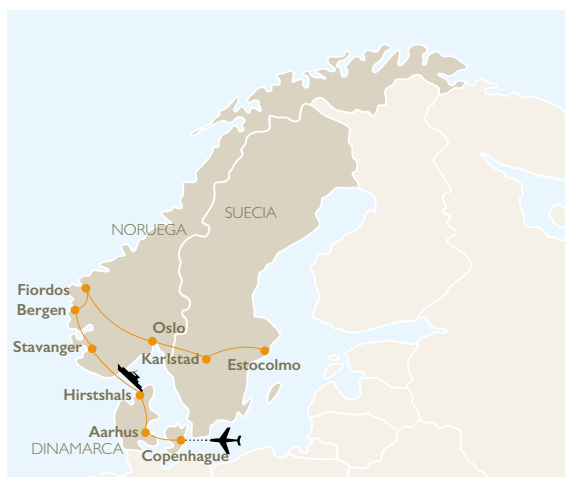 NORUEGA
SUECIA
Fiordos
Bergen
Oslo
Stavanger
Karlstad
Estocolmo
Hirstshals
Aarhus
DINAMARCA
Copenhague